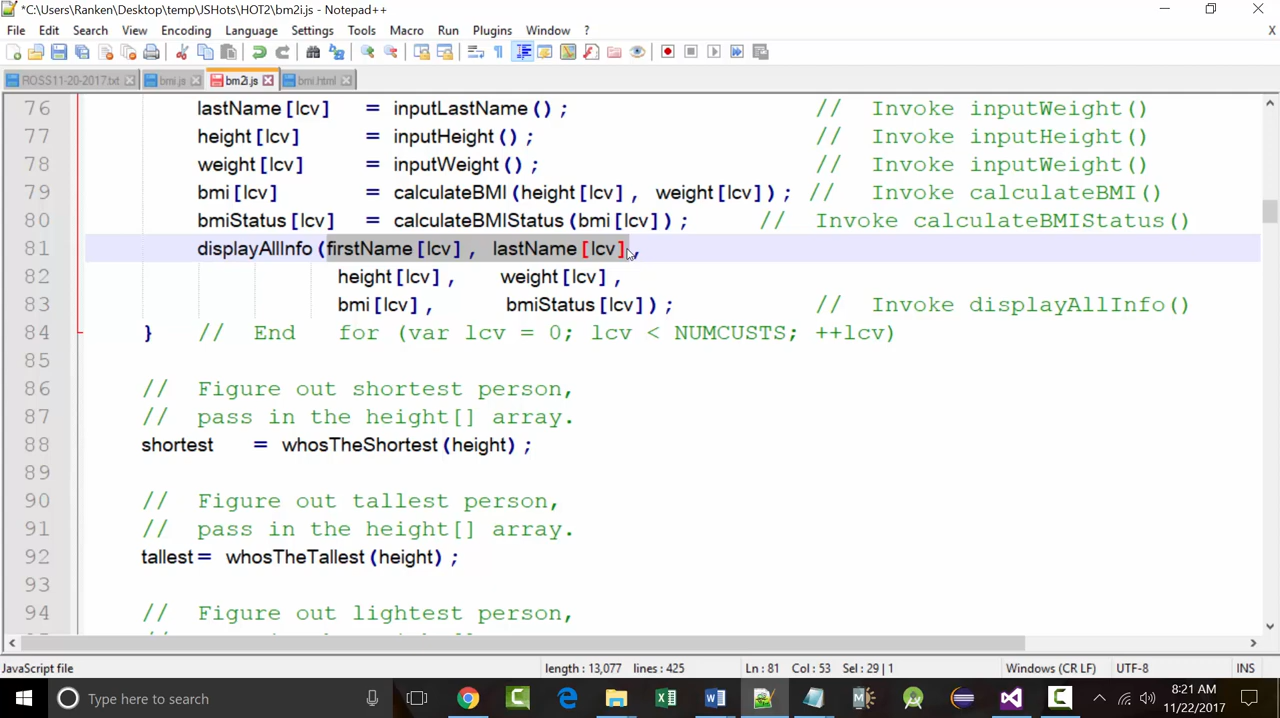 *C:\Users\Ranken\Desktop\temp\JSHots\HOT2\bm2i.js - Notepad++
File Edit Search View Encoding Language Settings Tools Macro Run Plugins Window ? X
ROSS11-20-2017.txt bmi.js bm2i.js bmi.html
76 lastName[lcv] = inputLastName(); // Invoke inputWeight()
77 height[lcv] = inputHeight(); // Invoke inputHeight()
78 weight[lcv] = inputWeight(); // Invoke inputWeight()
79 bmi[lcv] = calculateBMI(height[lcv], weight[lcv]); // Invoke calculateBMI()
80 bmiStatus[lcv] = calculateBMIStatus(bmi[lcv]); // Invoke calculateBMIStatus()
81 displayAllInfo(firstName[lcv], lastName[lcv],
82 height[lcv], weight[lcv],
83 bmi[lcv], bmiStatus[lcv]); // Invoke displayAllInfo()
84 } // End for (var lcv = 0; lcv < NUMCUSTS; ++lcv)
85
86 // Figure out shortest person,
87 // pass in the height[] array.
88 shortest = whosTheShortest(height);
89
90 // Figure out tallest person,
91 // pass in the height[] array.
92 tallest= whosTheTallest(height);
93
94 // Figure out lightest person,
JavaScript file length : 13,077 lines : 425 Ln : 81 Col : 53 Sel : 29 | 1 Windows (CR LF) UTF-8 INS
Type here to search
8:21 AM
11/22/2017